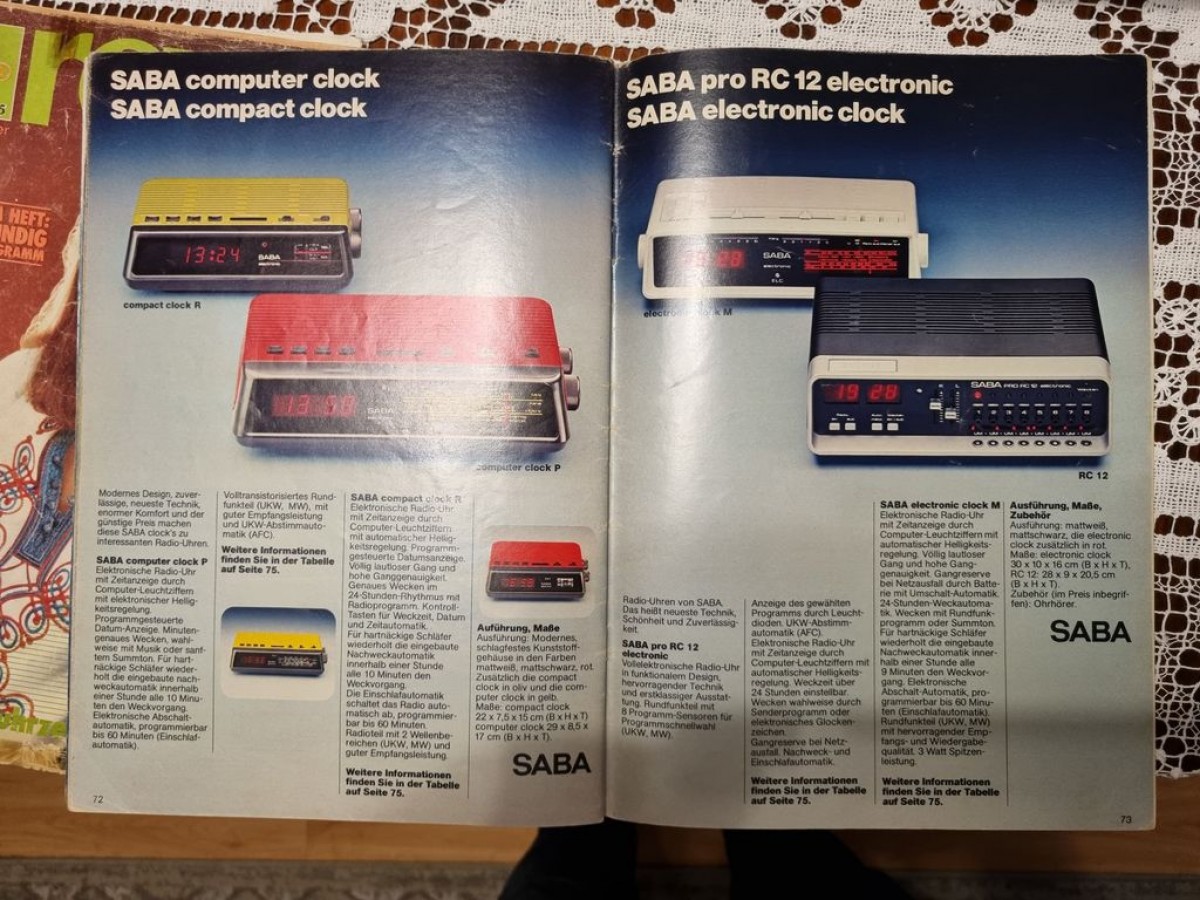 SABA computer clock
SABA compact clock
13:24
SABA
electronic
compact clock R
13:50
SABA
computer clock P
Modernes Design, zuver-
lässige, neueste Technik,
enormer Komfort und der
günstige Preis machen
diese SABA clock's zu
interessanten Radio-Uhren.
SABA computer clock P
Elektronische Radio-Uhr
mit Zeitanzeige durch
Computer-Leuchtziffern
mit elektronischer Hellig-
keitsregelung.
Programmgesteuerte
Datum-Anzeige. Minuten-
genaues Wecken, wahl-
weise mit Musik oder sanf-
tem Summton. Für hart-
näckige Schläfer wieder-
holt die eingebaute nach-
weckautomatik innerhalb
einer Stunde alle 10 Minu-
ten den Weckvorgang.
Elektronische Abschalt-
automatik, programmierbar
bis 60 Minuten (Einschlaf-
automatik).
Volltransistorisiertes Rund-
funkteil (UKW, MW), mit
guter Empfangsleistung
und UKW-Abstimmauto-
matik (AFC).
Weitere Informationen
finden Sie in der Tabelle
auf Seite 75.
SABA compact clock R
Elektronische Radio-Uhr
mit Zeitanzeige durch
Computer-Leuchtziffern
mit automatischer Hellig-
keitsregelung. Programm-
gesteuerte Datumsanzeige.
Völlig lautloser Gang und
hohe Ganggenauigkeit.
Genaues Wecken im
24-Stunden-Rhythmus mit
Radioprogramm. Kontroll-
Tasten für Weckzeit, Datum
und Zeitautomatik.
Für hartnäckige Schläfer
wiederholt die eingebaute
Nachweckautomatik
innerhalb einer Stunde
alle 10 Minuten den
Weckvorgang.
Die Einschlafautomatik
schaltet das Radio auto-
matisch ab, programmier-
bar bis 60 Minuten.
Radioteil mit 2 Wellenbe-
reichen (UKW, MW) und
guter Empfangsleistung.
Weitere Informationen
finden Sie in der Tabelle
auf Seite 75.
Ausführung, Maße
Ausführung: Modernes,
schlagfestes Kunststoff-
gehäuse in den Farben
mattweiß, mattschwarz, rot.
Zusätzlich die compact
clock in oliv und die com-
puter clock in gelb.
Maße: compact clock
22 x 7,5 x 15 cm (B x H x T)
computer clock 29 x 8,5 x
17 cm (B x H x T).
SABA
72
SABA pro RC 12 electronic
SABA electronic clock
SABA
electronic
ELC
M
19 28
SABA PRO RC 12 electronic
RC 12
Radio-Uhren von SABA.
Das heißt neueste Technik,
Schönheit und Zuverlässig-
keit.
SABA pro RC 12
electronic
Vollelektronische Radio-Uhr
in funktionalem Design,
hervorragender Technik
und erstklassiger Ausstat-
tung. Rundfunkteil mit
8 Programm-Sensoren für
Programmschnellwahl
(UKW, MW).
Anzeige des gewählten
Programms durch Leucht-
dioden. UKW-Abstimm-
automatik (AFC).
Elektronische Radio-Uhr
mit Zeitanzeige durch
Computer-Leuchtziffern mit
automatischer Helligkeits-
regelung. Weckzeit über
24 Stunden einstellbar.
Wecken wahlweise durch
Senderprogramm oder
elektronisches Glocken-
zeichen.
Gangreserve bei Netz-
ausfall. Nachweck- und
Einschlafautomatik.
Weitere Informationen
finden Sie in der Tabelle
auf Seite 75.
SABA electronic clock M
Elektronische Radio-Uhr
mit Zeitanzeige durch
Computer-Leuchtziffern mit
automatischer Helligkeits-
regelung. Völlig lautloser
Gang und hohe Gang-
genauigkeit. Gangreserve
bei Netzausfall durch Batte-
rie mit Umschalt-Automatik.
24-Stunden-Weckautoma-
tik. Wecken mit Rundfunk-
programm oder Summton.
Für hartnäckige Schläfer
wiederholt die eingebaute
Nachweckautomatik inner-
halb einer Stunde alle
9 Minuten den Weckvor-
gang. Elektronische
Abschalt-Automatik, pro-
grammierbar bis 60 Minu-
ten (Einschlafautomatik).
Rundfunkteil (UKW, MW)
mit hervorragender Emp-
fangs- und Wiedergabe-
qualität. 3 Watt Spitzen-
leistung.
Weitere Informationen
finden Sie in der Tabelle
auf Seite 75.
Ausführung, Maße,
Zubehör
Ausführung: mattweiß,
mattschwarz, die electronic
clock zusätzlich in rot.
Maße: electronic clock
30 x 10 x 16 cm (B x H x T),
RC 12: 28 x 9 x 20,5 cm
(B x H x T).
Zubehör (im Preis inbegrif-
fen): Ohrhörer.
SABA
73
HEFT: